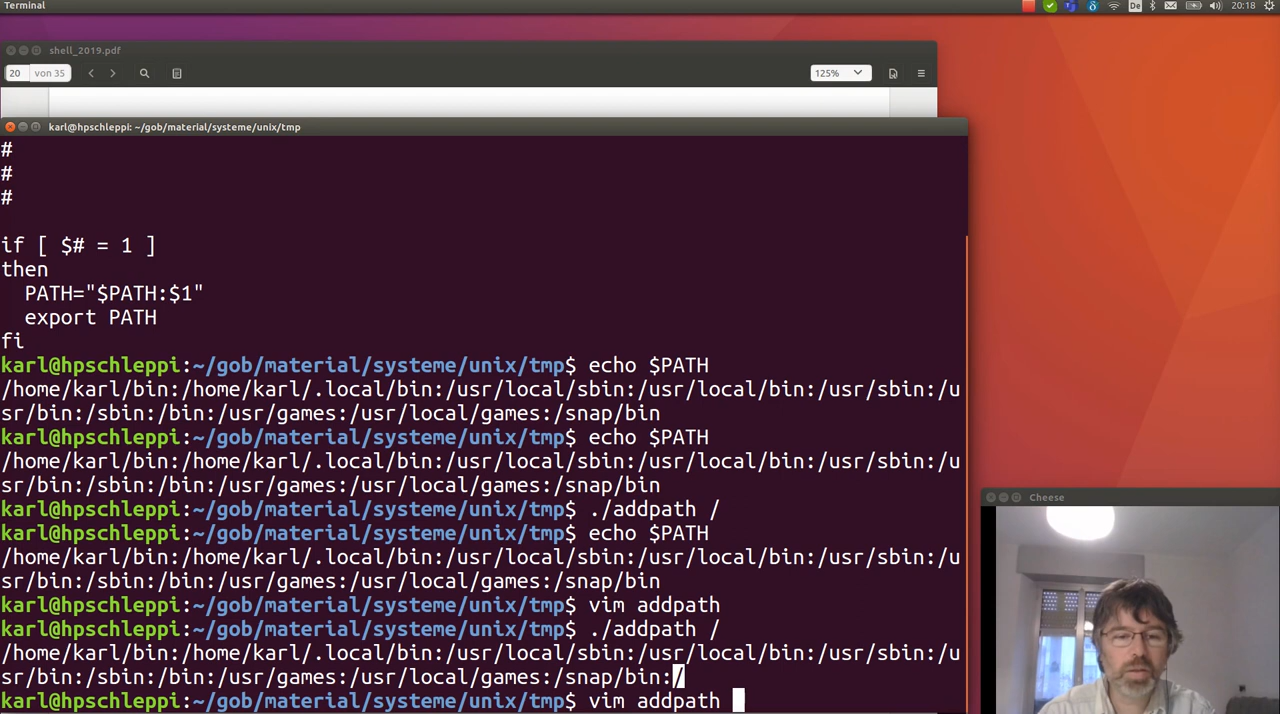 Terminal
De
20:18
shell_2019.pdf
20 von 35
125%
karl@hpschleppi: ~/gob/material/systeme/unix/tmp
#
#
#
if [ $# = 1 ]
then
  PATH="$PATH:$1"
  export PATH
fi
karl@hpschleppi:~/gob/material/systeme/unix/tmp$ echo $PATH
/home/karl/bin:/home/karl/.local/bin:/usr/local/sbin:/usr/local/bin:/usr/sbin:/u
sr/bin:/sbin:/bin:/usr/games:/usr/local/games:/snap/bin
karl@hpschleppi:~/gob/material/systeme/unix/tmp$ echo $PATH
/home/karl/bin:/home/karl/.local/bin:/usr/local/sbin:/usr/local/bin:/usr/sbin:/u
sr/bin:/sbin:/bin:/usr/games:/usr/local/games:/snap/bin
karl@hpschleppi:~/gob/material/systeme/unix/tmp$ ./addpath /
karl@hpschleppi:~/gob/material/systeme/unix/tmp$ echo $PATH
/home/karl/bin:/home/karl/.local/bin:/usr/local/sbin:/usr/local/bin:/usr/sbin:/u
sr/bin:/sbin:/bin:/usr/games:/usr/local/games:/snap/bin
karl@hpschleppi:~/gob/material/systeme/unix/tmp$ vim addpath
karl@hpschleppi:~/gob/material/systeme/unix/tmp$ ./addpath /
/home/karl/bin:/home/karl/.local/bin:/usr/local/sbin:/usr/local/bin:/usr/sbin:/u
sr/bin:/sbin:/bin:/usr/games:/usr/local/games:/snap/bin:/
karl@hpschleppi:~/gob/material/systeme/unix/tmp$ vim addpath
Cheese